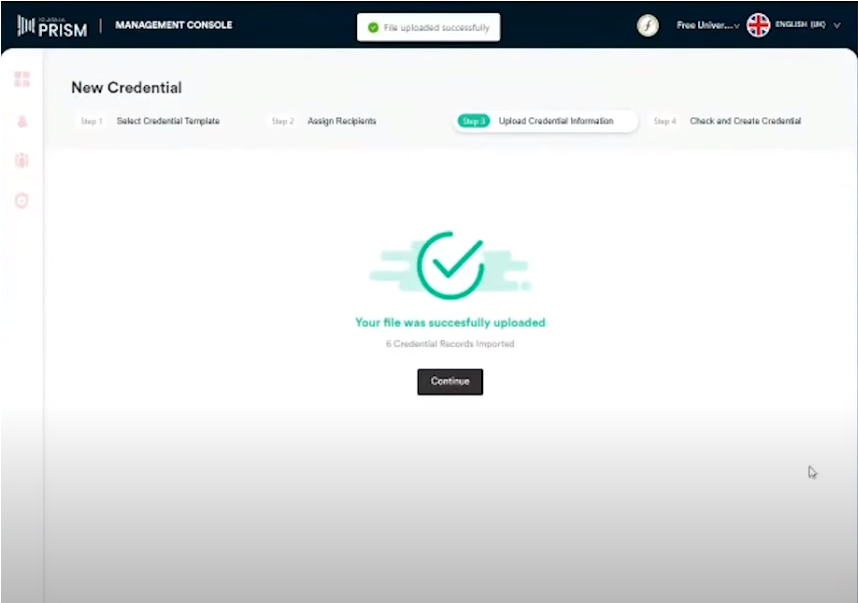 PRISM
MANAGEMENT CONSOLE
File uploaded successfully
Free Univer...
ENGLISH (UK)
New Credential
Step 1 Select Credential Template
Step 2 Assign Recipients
Step 3 Upload Credential Information
Step 4 Check and Create Credential
Your file was succesfully uploaded
6 Credential Records Imported
Continue